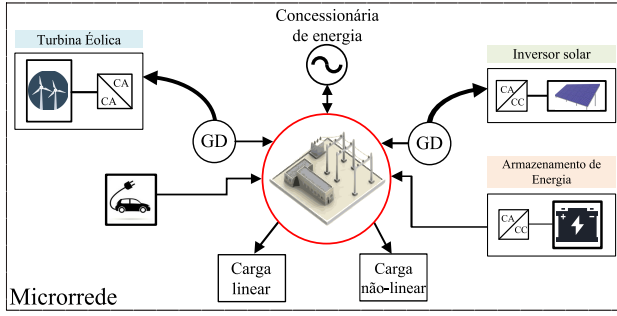 Concessionária
de energia
Turbina Éolica
CA
CA
GD
Inversor solar
CA
CC
GD
Armazenamento de
Energia
CA
CC
Carga
linear
Carga
não-linear
Microrrede